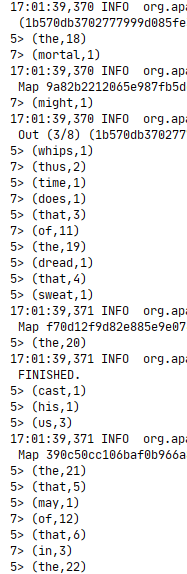 17:01:39,370 INFO  org.apa
(1b570db3702777999d085fe
5> (the,18)
7> (mortal,1)
17:01:39,370 INFO  org.apa
Map 9a82b2212065e987fb5d
7> (might,1)
17:01:39,370 INFO  org.apa
Out (3/8) (1b570db370277
5> (whips,1)
7> (thus,2)
5> (time,1)
7> (does,1)
5> (that,3)
7> (of,11)
5> (the,19)
5> (dread,1)
5> (that,4)
5> (sweat,1)
17:01:39,371 INFO  org.apa
Map f70d12f9d82e885e9e07
5> (the,20)
17:01:39,371 INFO  org.apa
FINISHED.
5> (cast,1)
5> (his,1)
5> (us,3)
17:01:39,371 INFO  org.apa
Map 390c50cc106baf0b966a
5> (the,21)
5> (that,5)
5> (may,1)
7> (of,12)
5> (that,6)
7> (in,3)
5> (the,22)